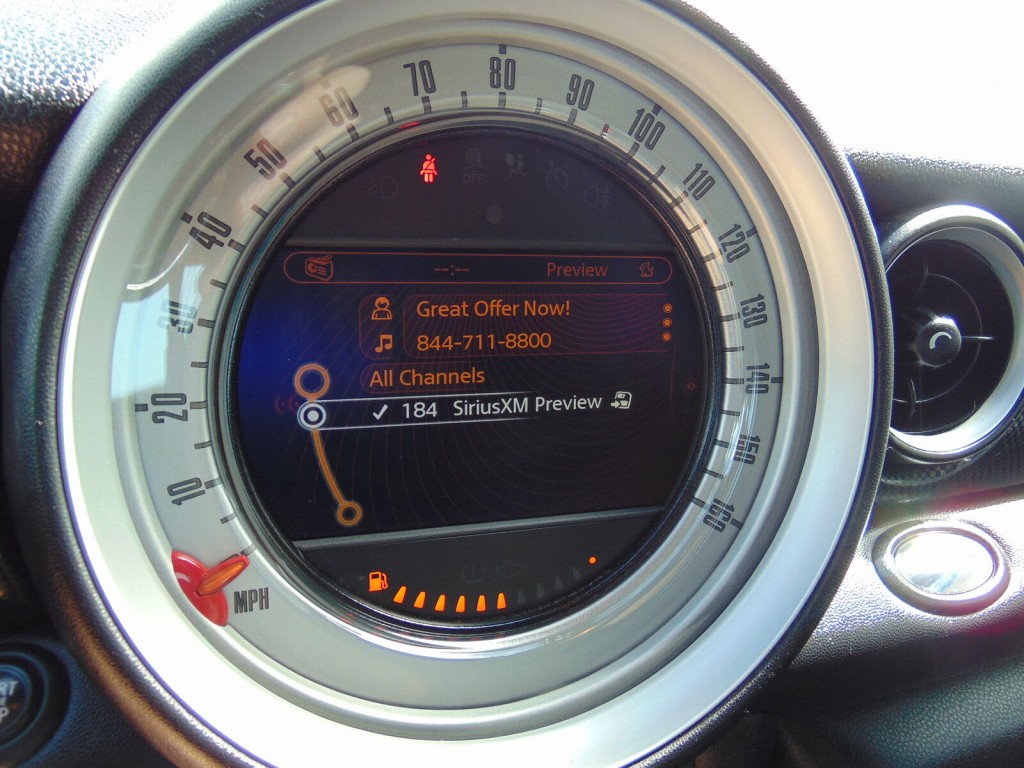 10
20
30
40
50
60
70
80
90
100
110
120
130
140
150
160
MPH
OFF
--:-- Preview
Great Offer Now!
844-711-8800
All Channels
184 SiriusXM Preview